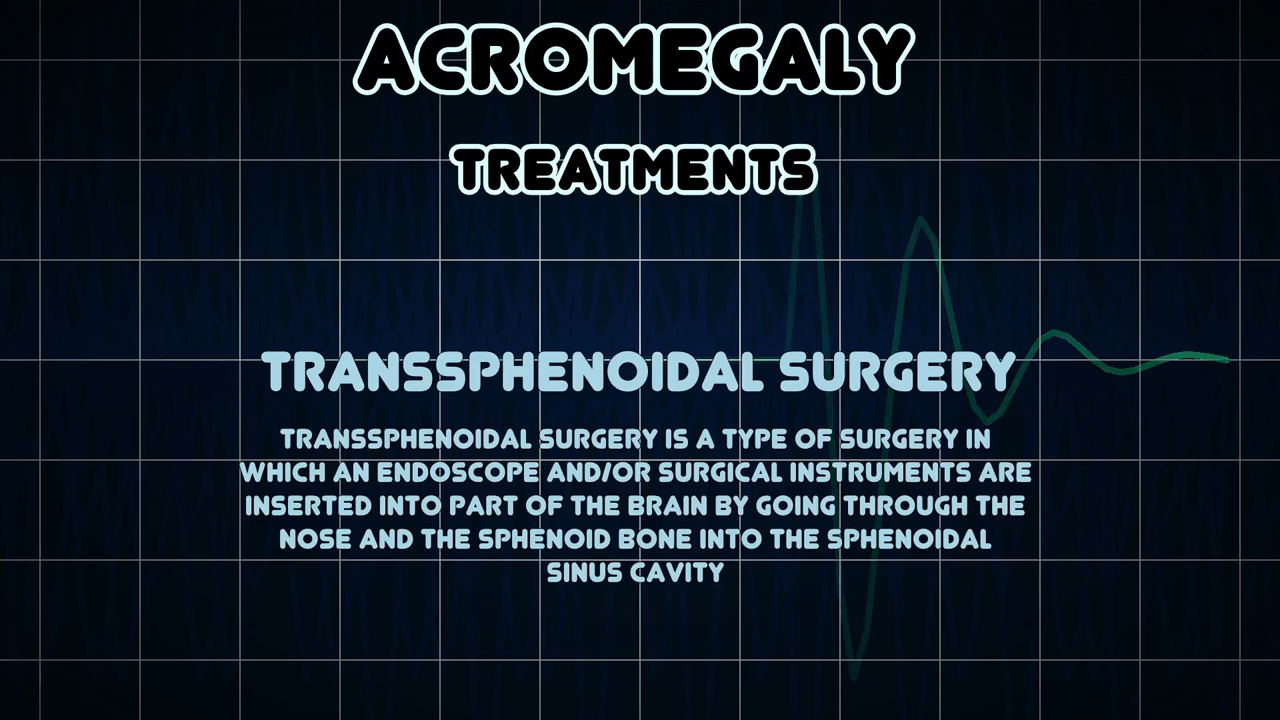 ACROMEGALY
TREATMENTS
TRANSSPHENOIDAL SURGERY
TRANSSPHENOIDAL SURGERY IS A TYPE OF SURGERY IN
WHICH AN ENDOSCOPE AND/OR SURGICAL INSTRUMENTS ARE
INSERTED INTO PART OF THE BRAIN BY GOING THROUGH THE
NOSE AND THE SPHENOID BONE INTO THE SPHENOIDAL
SINUS CAVITY